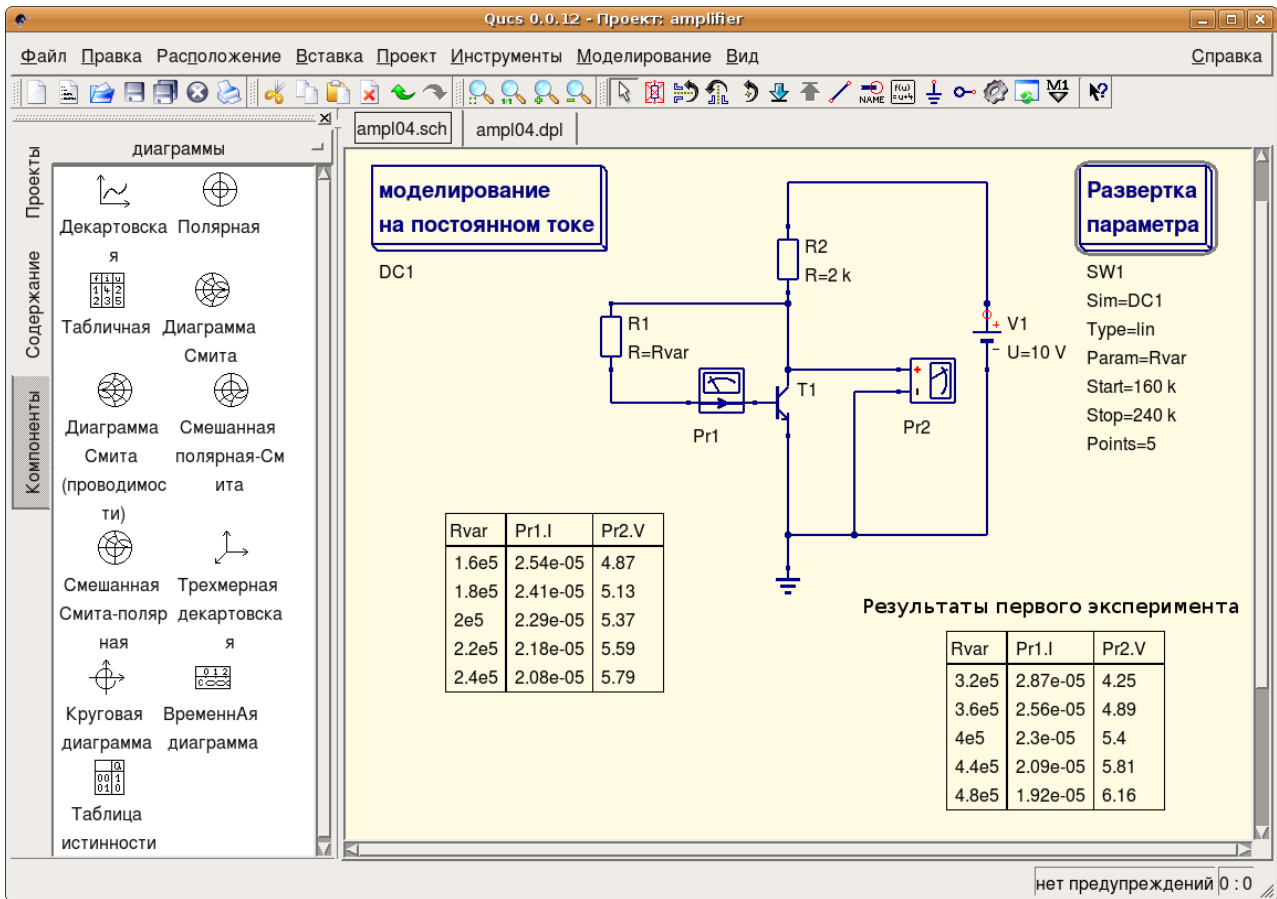 Qucs 0.0.12 - Проект: amplifier
Файл Правка Расположение Вставка Проект Инструменты Моделирование Вид Справка
NAME
M1
Проекты
Содержание
Компоненты
диаграммы
Декартовска
я
Полярная
Табличная
Диаграмма
Смита
Диаграмма
Смита
(проводимос
ти)
Смешанная
полярная-См
ита
Смешанная
Смита-поляр
ная
Трехмерная
декартовска
я
Круговая
диаграмма
ВременнАя
диаграмма
Таблица
истинности
ampl04.sch
ampl04.dpl
моделирование
на постоянном токе
DC1
R2
R=2 k
R1
R=Rvar
Pr1
T1
Pr2
V1
U=10 V
Развертка
параметра
SW1
Sim=DC1
Type=lin
Param=Rvar
Start=160 k
Stop=240 k
Points=5
Rvar Pr1.I Pr2.V
1.6e5 2.54e-05 4.87
1.8e5 2.41e-05 5.13
2e5 2.29e-05 5.37
2.2e5 2.18e-05 5.59
2.4e5 2.08e-05 5.79
Результаты первого эксперимента
Rvar Pr1.I Pr2.V
3.2e5 2.87e-05 4.25
3.6e5 2.56e-05 4.89
4e5 2.3e-05 5.4
4.4e5 2.09e-05 5.81
4.8e5 1.92e-05 6.16
нет предупреждений 0 : 0